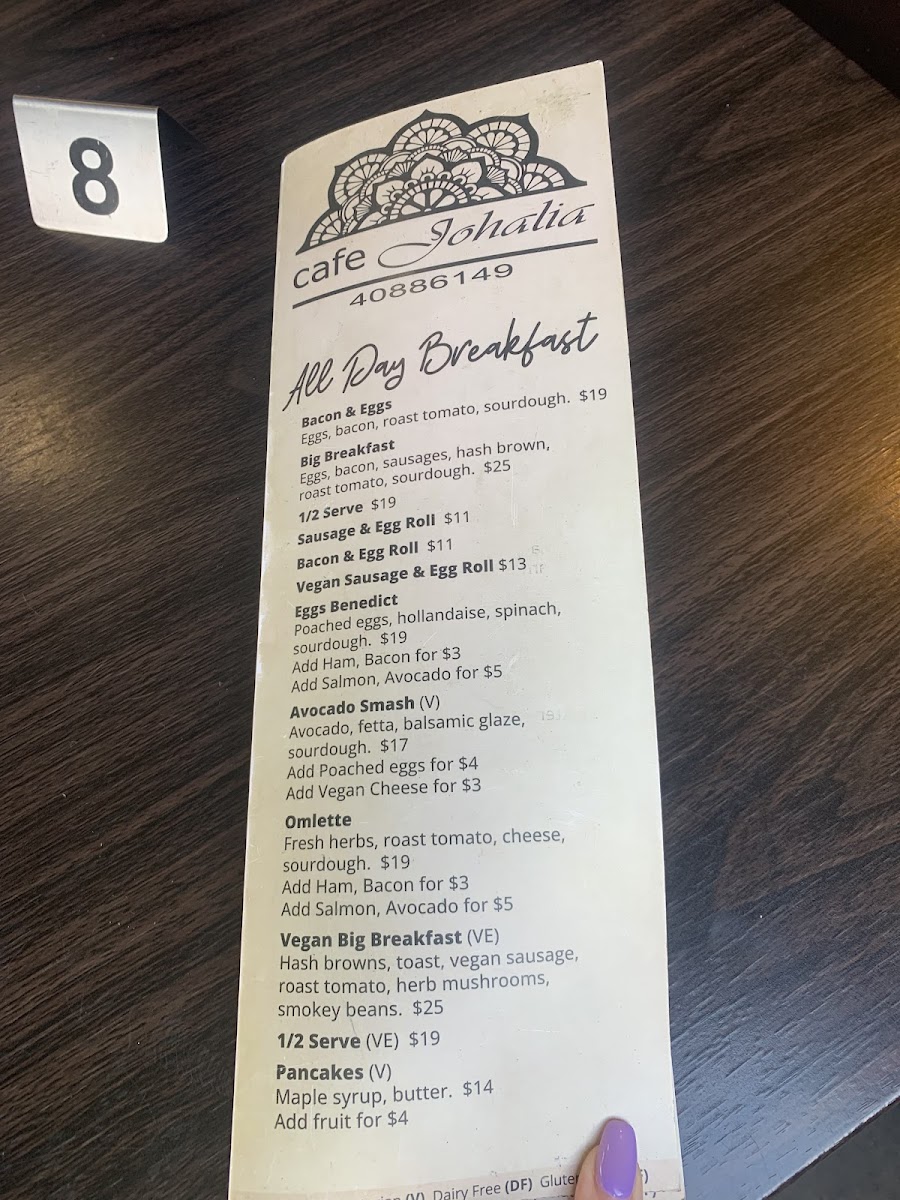 8
cafe Johalia
40886149
All Day Breakfast
Bacon & Eggs
Eggs, bacon, roast tomato, sourdough. $19
Big Breakfast
Eggs, bacon, sausages, hash brown,
roast tomato, sourdough. $25
1/2 Serve $19
Sausage & Egg Roll $11
Bacon & Egg Roll $11
Vegan Sausage & Egg Roll $13
Eggs Benedict
Poached eggs, hollandaise, spinach,
sourdough. $19
Add Ham, Bacon for $3
Add Salmon, Avocado for $5
Avocado Smash (V)
Avocado, fetta, balsamic glaze,
sourdough. $17
Add Poached eggs for $4
Add Vegan Cheese for $3
Omlette
Fresh herbs, roast tomato, cheese,
sourdough. $19
Add Ham, Bacon for $3
Add Salmon, Avocado for $5
Vegan Big Breakfast (VE)
Hash browns, toast, vegan sausage,
roast tomato, herb mushrooms,
smokey beans. $25
1/2 Serve (VE) $19
Pancakes (V)
Maple syrup, butter. $14
Add fruit for $4
(V) Dairy Free (DF)